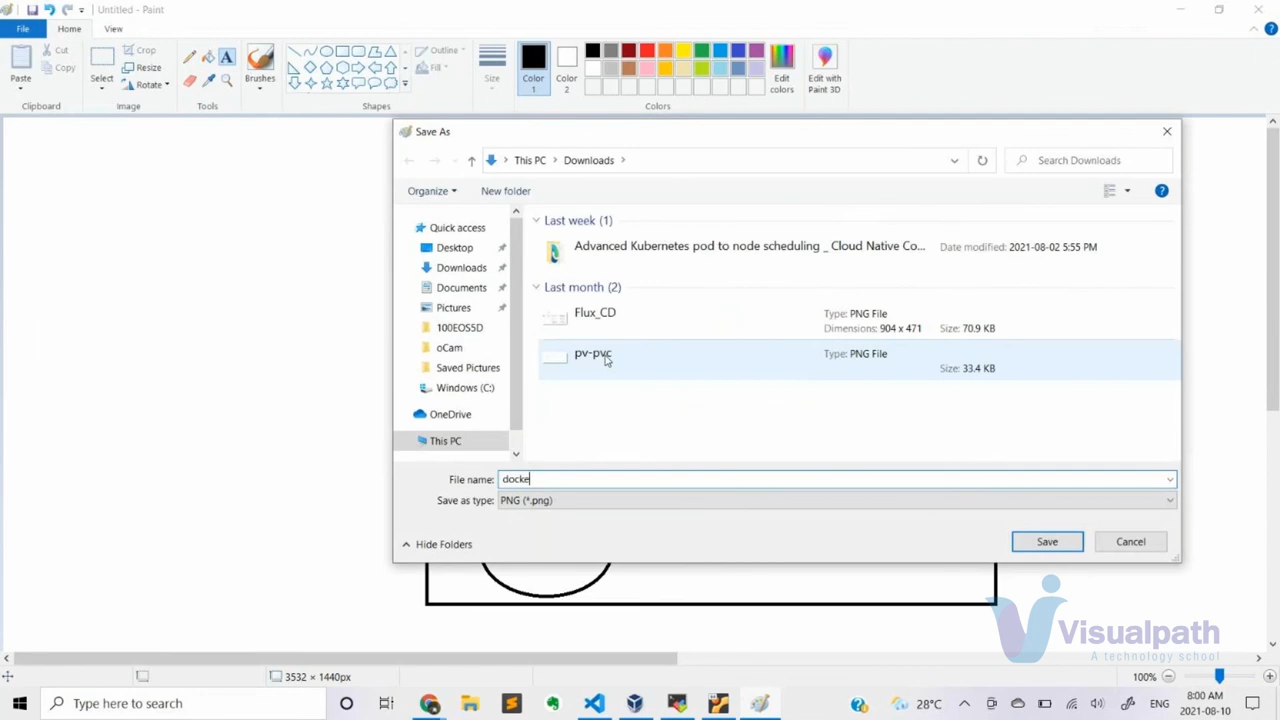 Untitled - Paint
File
Home
View
Paste
Cut
Copy
Clipboard
Select
Crop
Resize
Rotate
Image
A
Tools
Brushes
Outline
Fill
Shapes
Size
Color
1
Color
2
Colors
Edit
colors
Edit with
Paint 3D
Save As
This PC
Downloads
Search Downloads
Organize
New folder
Quick access
Desktop
Downloads
Documents
Pictures
100EOS5D
oCam
Saved Pictures
Windows (C:)
OneDrive
This PC
Last week (1)
Advanced Kubernetes pod to node scheduling _ Cloud Native Co...
Date modified: 2021-08-02 5:55 PM
Last month (2)
Flux_CD
Type: PNG File
Dimensions: 904 x 471
Size: 70.9 KB
pv-pvc
Type: PNG File
Size: 33.4 KB
File name: docke
Save as type: PNG (*.png)
Hide Folders
Save
Cancel
Visualpath
A technology school
3532 × 1440px
100%
Type here to search
28°C
ENG
8:00 AM
2021-08-10